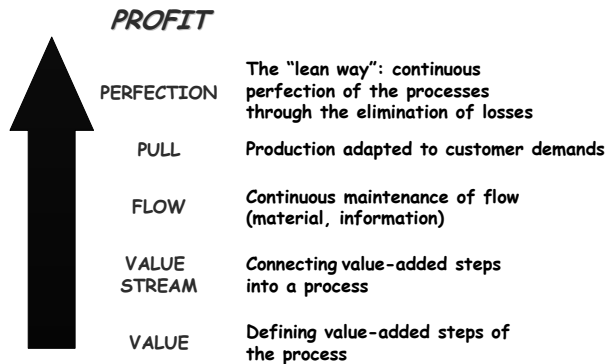 PROFIT
PERFECTION
The “lean way”: continuous
perfection of the processes
through the elimination of losses
PULL
Production adapted to customer demands
FLOW
Continuous maintenance of flow
(material, information)
VALUE
STREAM
Connecting value-added steps
into a process
VALUE
Defining value-added steps of
the process